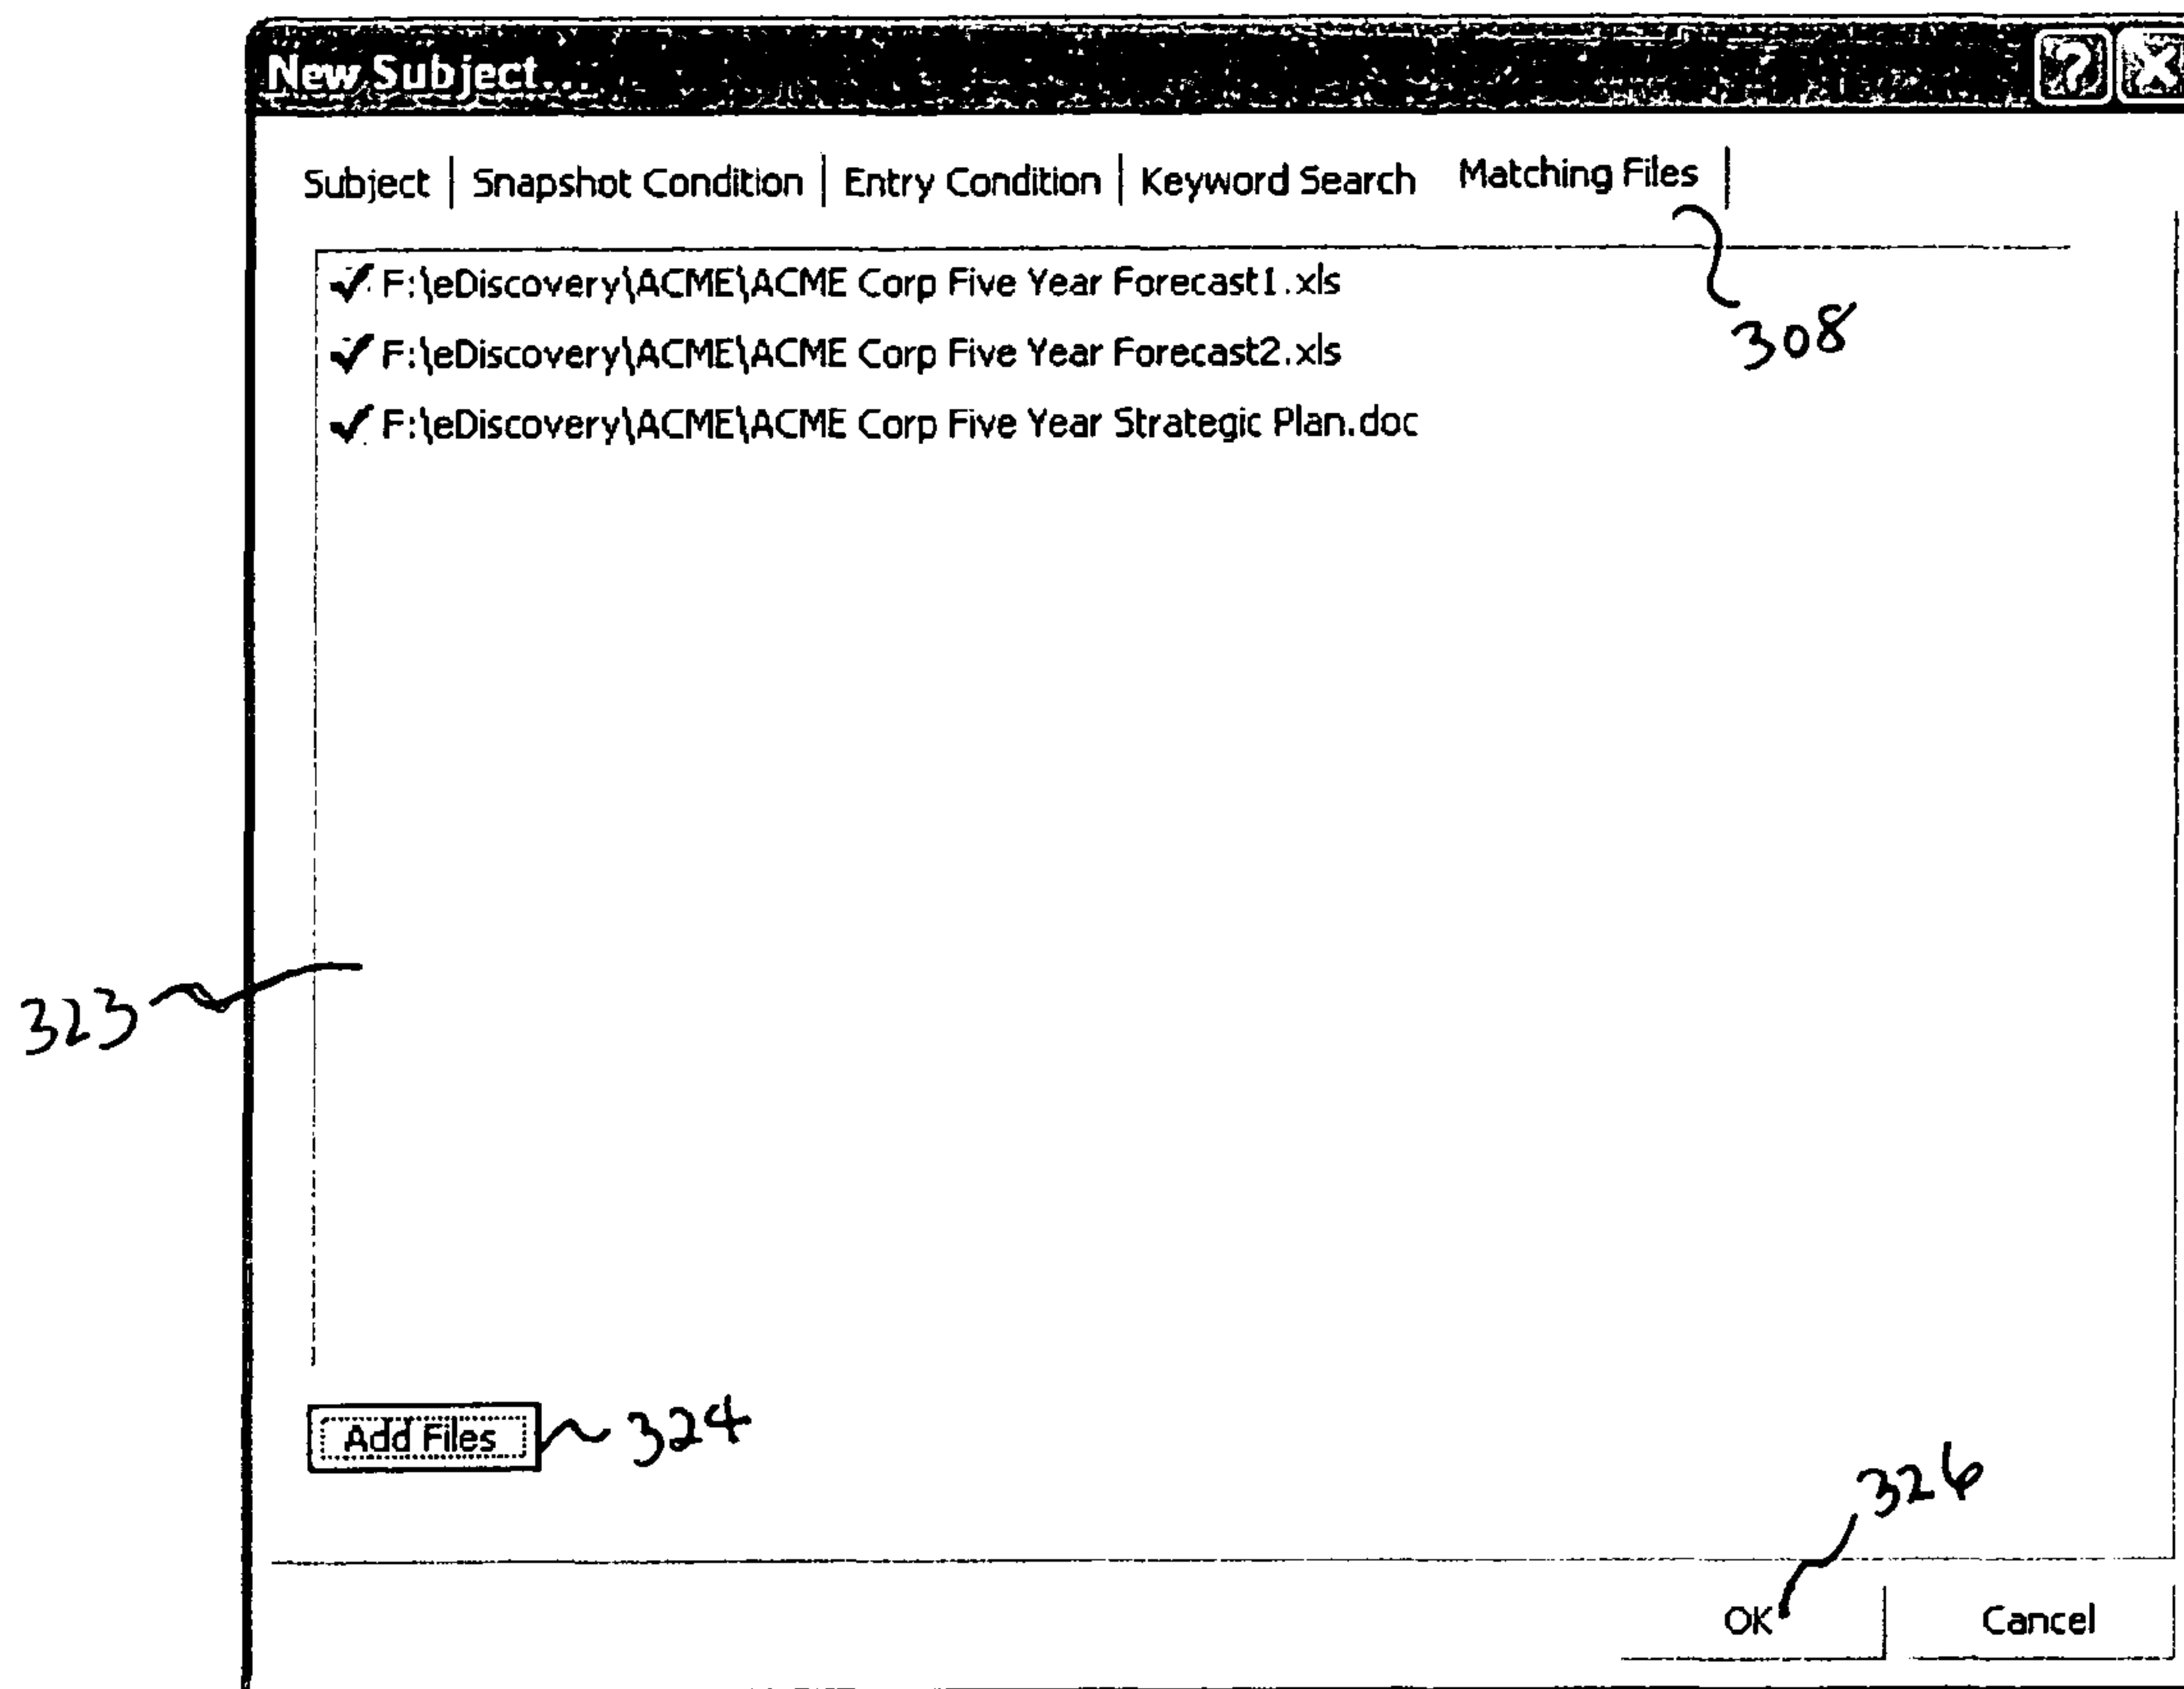 New Subject...
Subject | Snapshot Condition | Entry Condition | Keyword Search Matching Files
308
F:\eDiscovery\ACME\ACME Corp Five Year Forecast1.xls
F:\eDiscovery\ACME\ACME Corp Five Year Forecast2.xls
F:\eDiscovery\ACME\ACME Corp Five Year Strategic Plan.doc
323
Add Files 324
326
OK Cancel